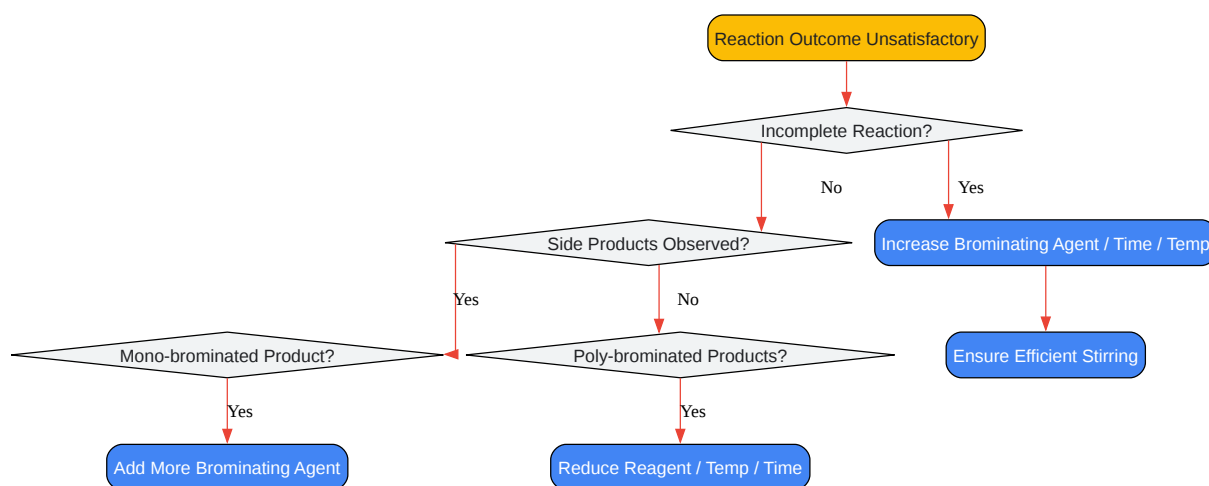 Reaction Outcome Unsatisfactory
Incomplete Reaction?
No
Yes
Side Products Observed?
Increase Brominating Agent / Time / Temp
Yes
No
Mono-brominated Product?
Poly-brominated Products?
Ensure Efficient Stirring
Yes
Yes
Add More Brominating Agent
Reduce Reagent / Temp / Time